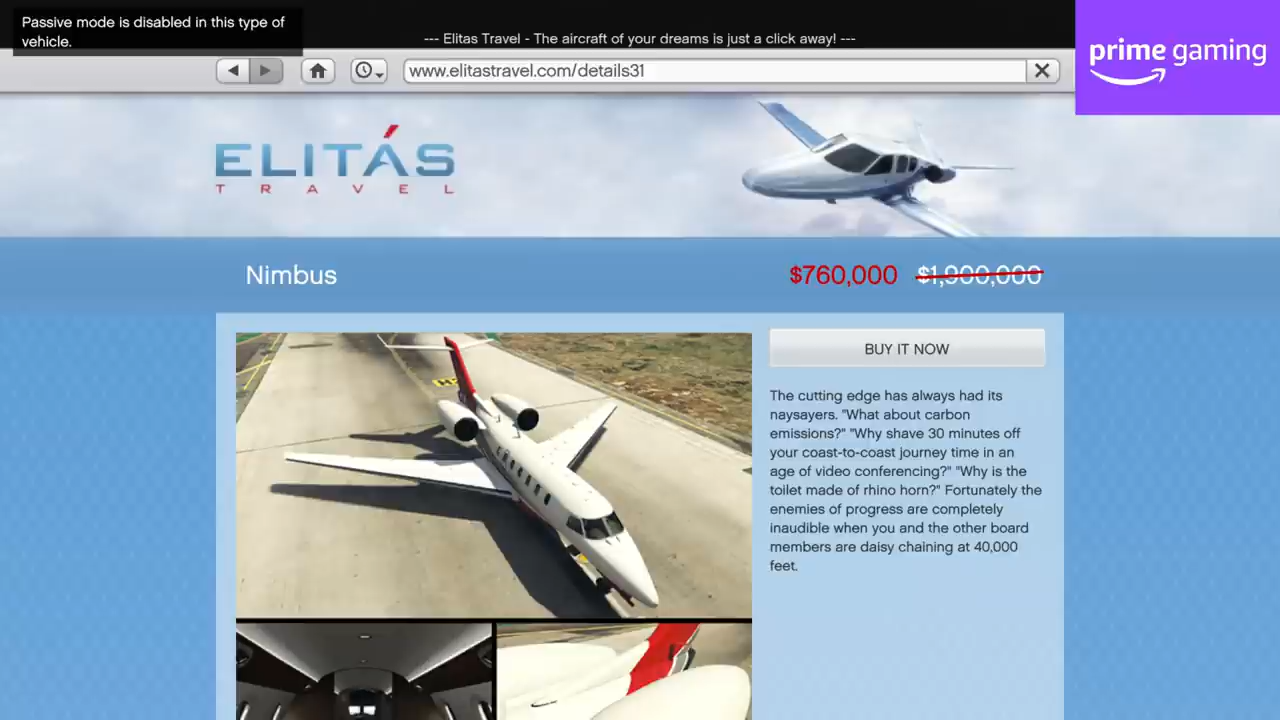 Passive mode is disabled in this type of
vehicle.
--- Elitas Travel - The aircraft of your dreams is just a click away! ---
prime gaming
www.elitastravel.com/details31
ELITÁS
TRAVEL
Nimbus
$760,000 $1,900,000
BUY IT NOW
The cutting edge has always had its
naysayers. "What about carbon
emissions?" "Why shave 30 minutes off
your coast-to-coast journey time in an
age of video conferencing?" "Why is the
toilet made of rhino horn?" Fortunately the
enemies of progress are completely
inaudible when you and the other board
members are daisy chaining at 40,000
feet.